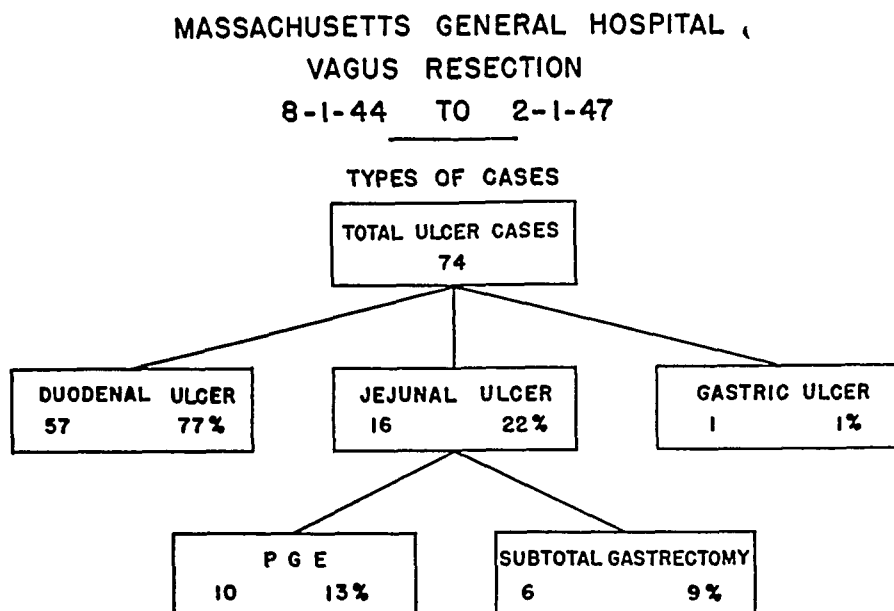 MASSACHUSETTS GENERAL HOSPITAL
VAGUS RESECTION
8-1-44 TO 2-1-47
TYPES OF CASES
TOTAL ULCER CASES
74
DUODENAL ULCER
57 77%
JEJUNAL ULCER
16 22%
GASTRIC ULCER
1 1%
P G E
10 13%
SUBTOTAL GASTRECTOMY
6 9%